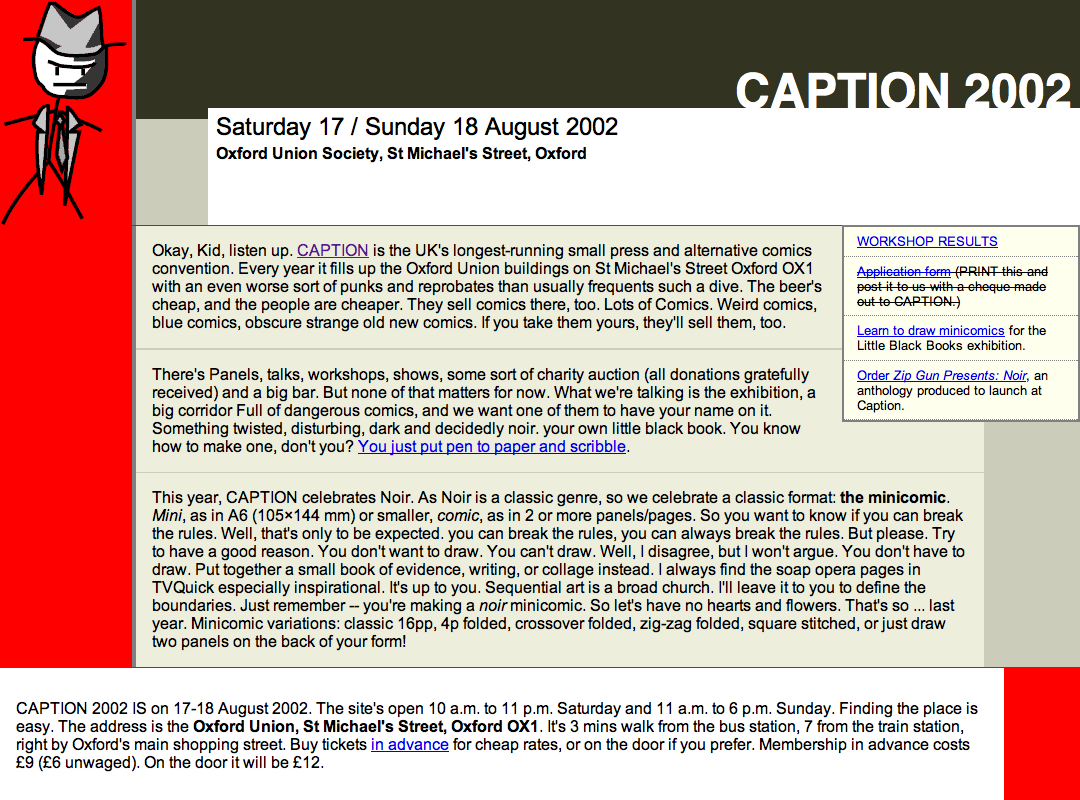 CAPTION 2002
Saturday 17 / Sunday 18 August 2002
Oxford Union Society, St Michael's Street, Oxford
Okay, Kid, listen up. CAPTION is the UK's longest-running small press and alternative comics
convention. Every year it fills up the Oxford Union buildings on St Michael's Street Oxford OX1
with an even worse sort of punks and reprobates than usually frequents such a dive. The beer's
cheap, and the people are cheaper. They sell comics there, too. Lots of Comics. Weird comics,
blue comics, obscure strange old new comics. If you take them yours, they'll sell them, too.
There's Panels, talks, workshops, shows, some sort of charity auction (all donations gratefully
received) and a big bar. But none of that matters for now. What we're talking is the exhibition, a
big corridor Full of dangerous comics, and we want one of them to have your name on it.
Something twisted, disturbing, dark and decidedly noir. your own little black book. You know
how to make one, don't you? You just put pen to paper and scribble.
This year, CAPTION celebrates Noir. As Noir is a classic genre, so we celebrate a classic format: the minicomic.
Mini, as in A6 (105×144 mm) or smaller, comic, as in 2 or more panels/pages. So you want to know if you can break
the rules. Well, that's only to be expected. you can break the rules, you can always break the rules. But please. Try
to have a good reason. You don't want to draw. You can't draw. Well, I disagree, but I won't argue. You don't have to
draw. Put together a small book of evidence, writing, or collage instead. I always find the soap opera pages in
TVQuick especially inspirational. It's up to you. Sequential art is a broad church. I'll leave it to you to define the
boundaries. Just remember -- you're making a noir minicomic. So let's have no hearts and flowers. That's so ... last
year. Minicomic variations: classic 16pp, 4p folded, crossover folded, zig-zag folded, square stitched, or just draw
two panels on the back of your form!
WORKSHOP RESULTS
Application form (PRINT this and
post it to us with a cheque made
out to CAPTION.)
Learn to draw minicomics for the
Little Black Books exhibition.
Order Zip Gun Presents: Noir, an
anthology produced to launch at
Caption.
CAPTION 2002 IS on 17-18 August 2002. The site's open 10 a.m. to 11 p.m. Saturday and 11 a.m. to 6 p.m. Sunday. Finding the place is
easy. The address is the Oxford Union, St Michael's Street, Oxford OX1. It's 3 mins walk from the bus station, 7 from the train station,
right by Oxford's main shopping street. Buy tickets in advance for cheap rates, or on the door if you prefer. Membership in advance costs
£9 (£6 unwaged). On the door it will be £12.